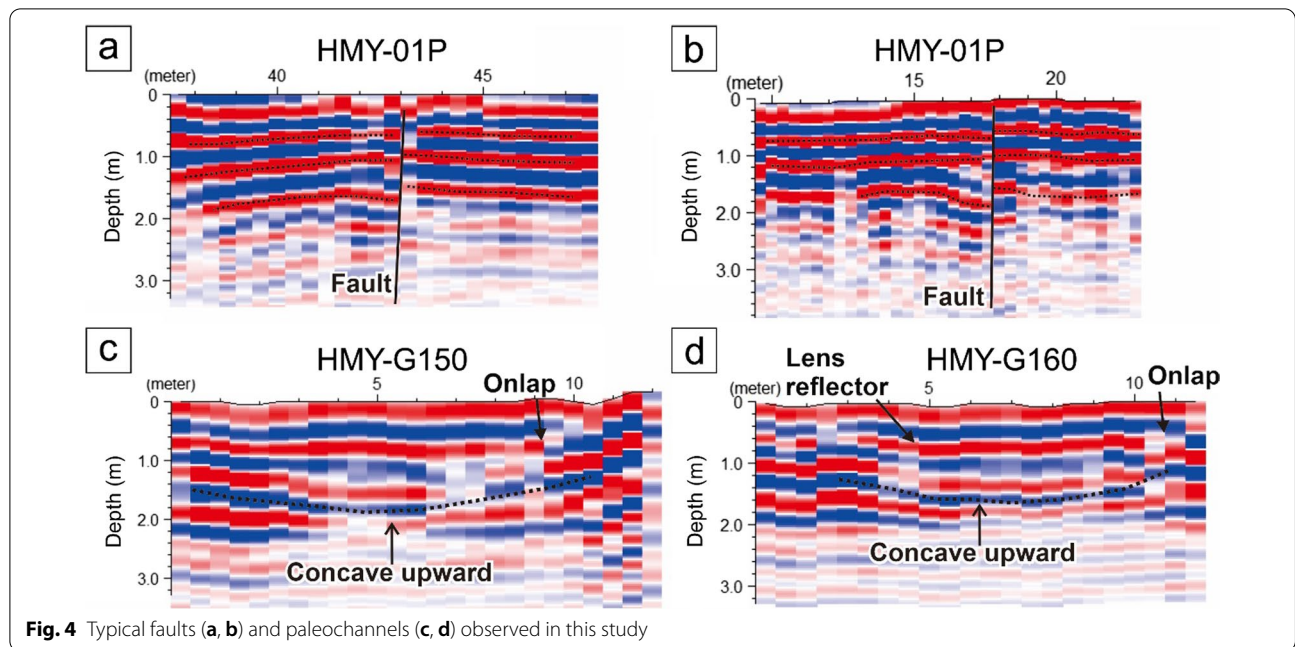 a
HMY-01P
(meter) 40 45
0
1.0
2.0
3.0
Depth (m)
Fault
b
HMY-01P
(meter) 15 20
0
1.0
2.0
3.0
Depth (m)
Fault
c
HMY-G150
Onlap
(meter) 5 10
0
1.0
2.0
3.0
Depth (m)
Concave upward
d
HMY-G160
Lens
reflector
Onlap
(meter) 5 10
0
1.0
2.0
3.0
Depth (m)
Concave upward
Fig. 4 Typical faults (a, b) and paleochannels (c, d) observed in this study